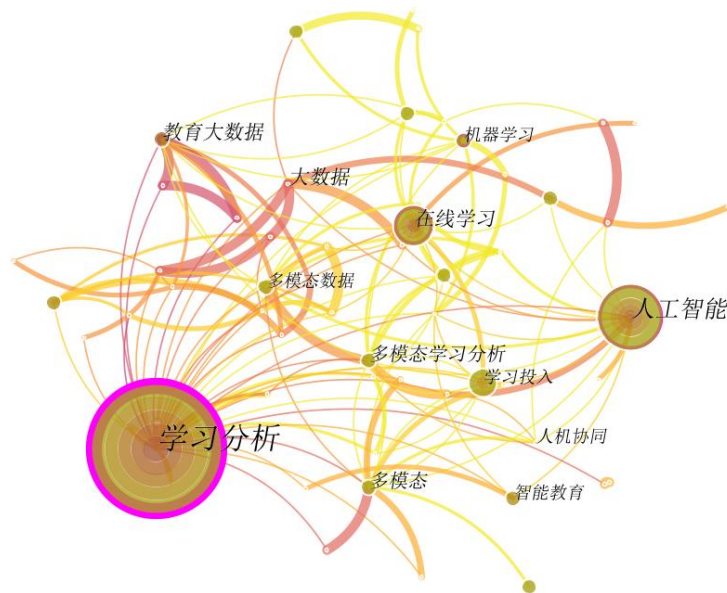 教育大数据
机器学习
大数据
在线学习
多模态数据
人工智能
多模态学习分析
学习投入
学习分析
人机协同
多模态
智能教育